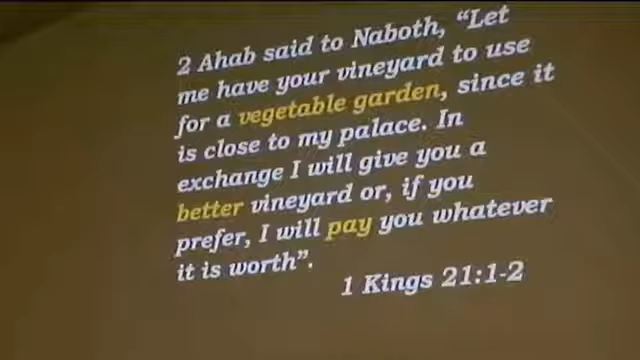 2 Ahab said to Naboth, “Let
me have your vineyard to use
for a vegetable garden, since it
is close to my palace. In
exchange I will give you a
better vineyard or, if you
prefer, I will pay you whatever
it is worth”.
1 Kings 21:1-2